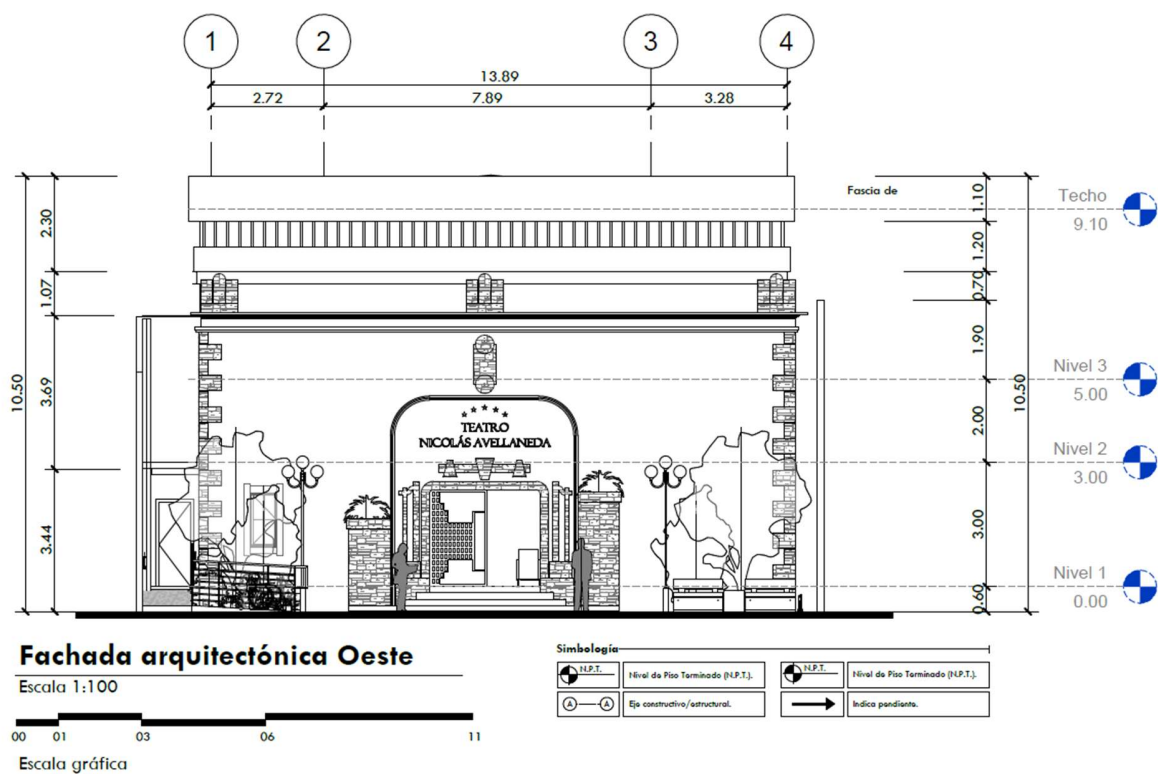 1 2 3 4
13.89
2.72 7.89 3.28
Fascia de
10.50
2.30
1.07
3.69
3.44
1.10
1.20
0.70
1.90
2.00
3.00
0.60
10.50
Techo
9.10
Nivel 3
5.00
Nivel 2
3.00
Nivel 1
0.00
TEATRO
NICOLÁS AVELLANEDA
Fachada arquitectónica Oeste
Escala 1:100
00 01 03 06 11
Escala gráfica
Simbología
N.P.T. Nivel de Piso Terminado (N.P.T.).
N.P.T. Nivel de Piso Terminado (N.P.T.).
A A Eje constructivo/estructural.
Indica pendiente.